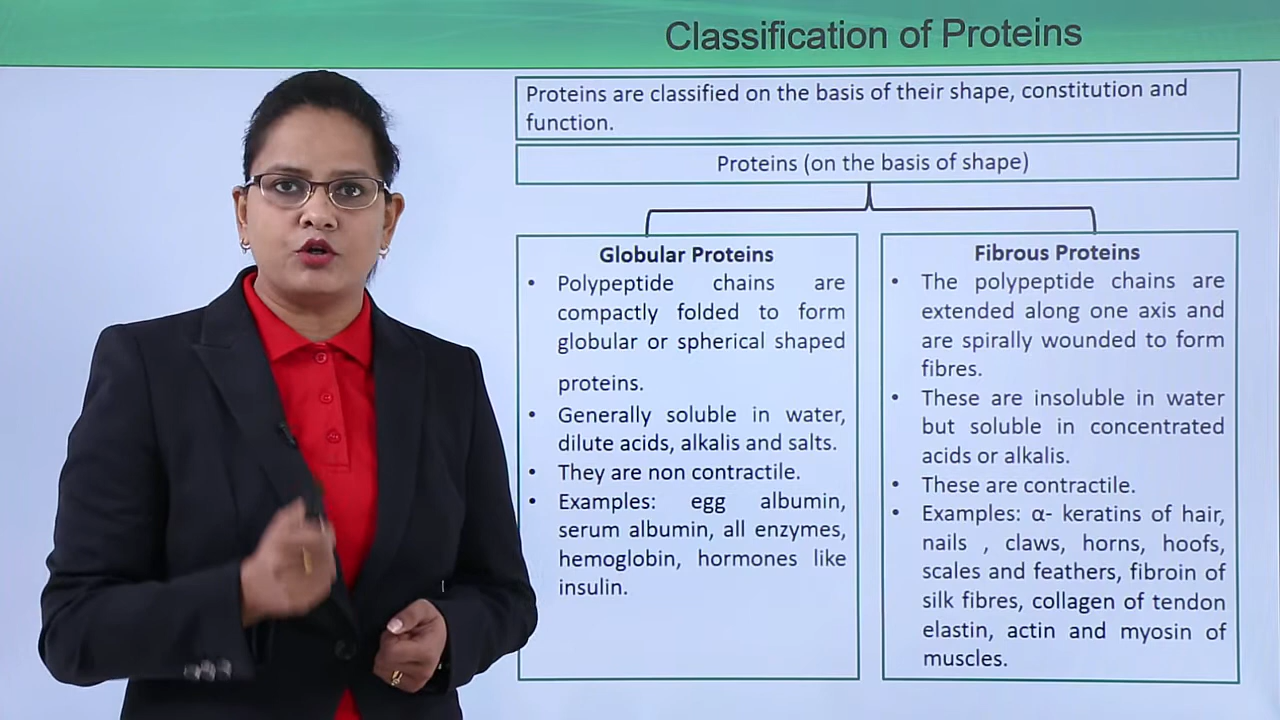 Classification of Proteins
Proteins are classified on the basis of their shape, constitution and
function.
Proteins (on the basis of shape)
Globular Proteins
• Polypeptide chains are
compactly folded to form
globular or spherical shaped
proteins.
• Generally soluble in water,
dilute acids, alkalis and salts.
• They are non contractile.
• Examples: egg albumin,
serum albumin, all enzymes,
hemoglobin, hormones like
insulin.
Fibrous Proteins
• The polypeptide chains are
extended along one axis and
are spirally wounded to form
fibres.
• These are insoluble in water
but soluble in concentrated
acids or alkalis.
• These are contractile.
• Examples: α- keratins of hair,
nails , claws, horns, hoofs,
scales and feathers, fibroin of
silk fibres, collagen of tendon
elastin, actin and myosin of
muscles.